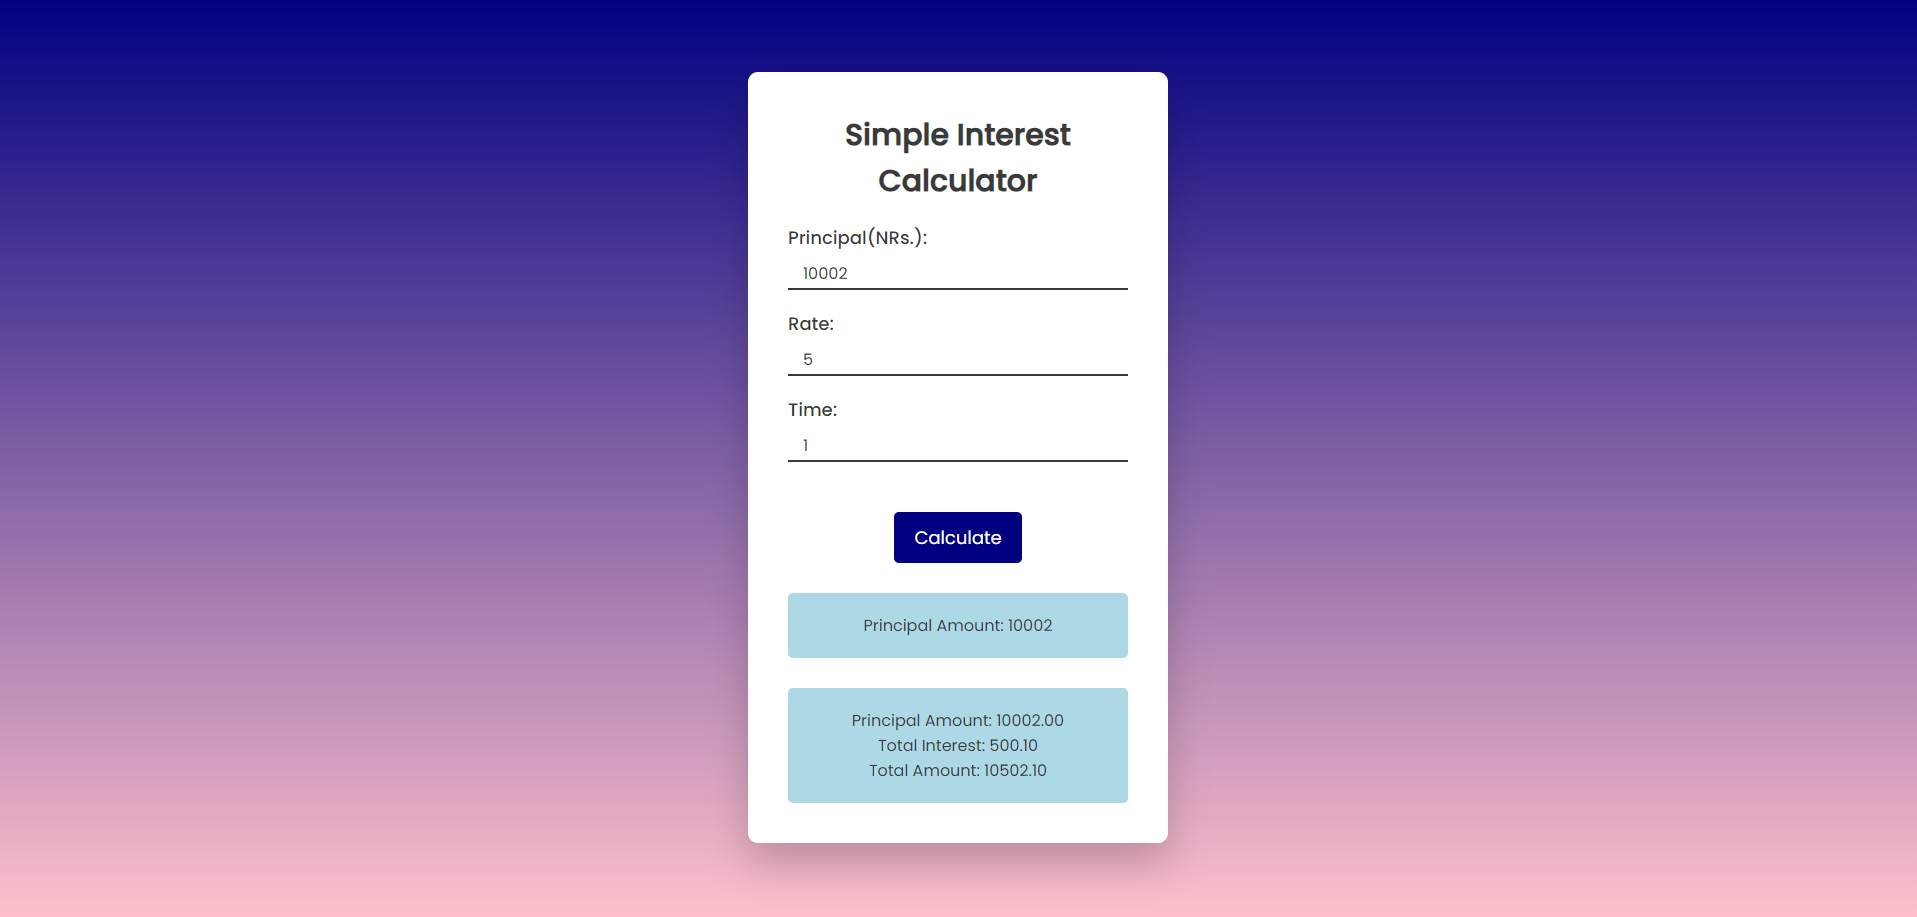 Simple Interest
Calculator
Principal(NRs.):
10002
Rate:
5
Time:
1
Calculate
Principal Amount: 10002
Principal Amount: 10002.00
Total Interest: 500.10
Total Amount: 10502.10